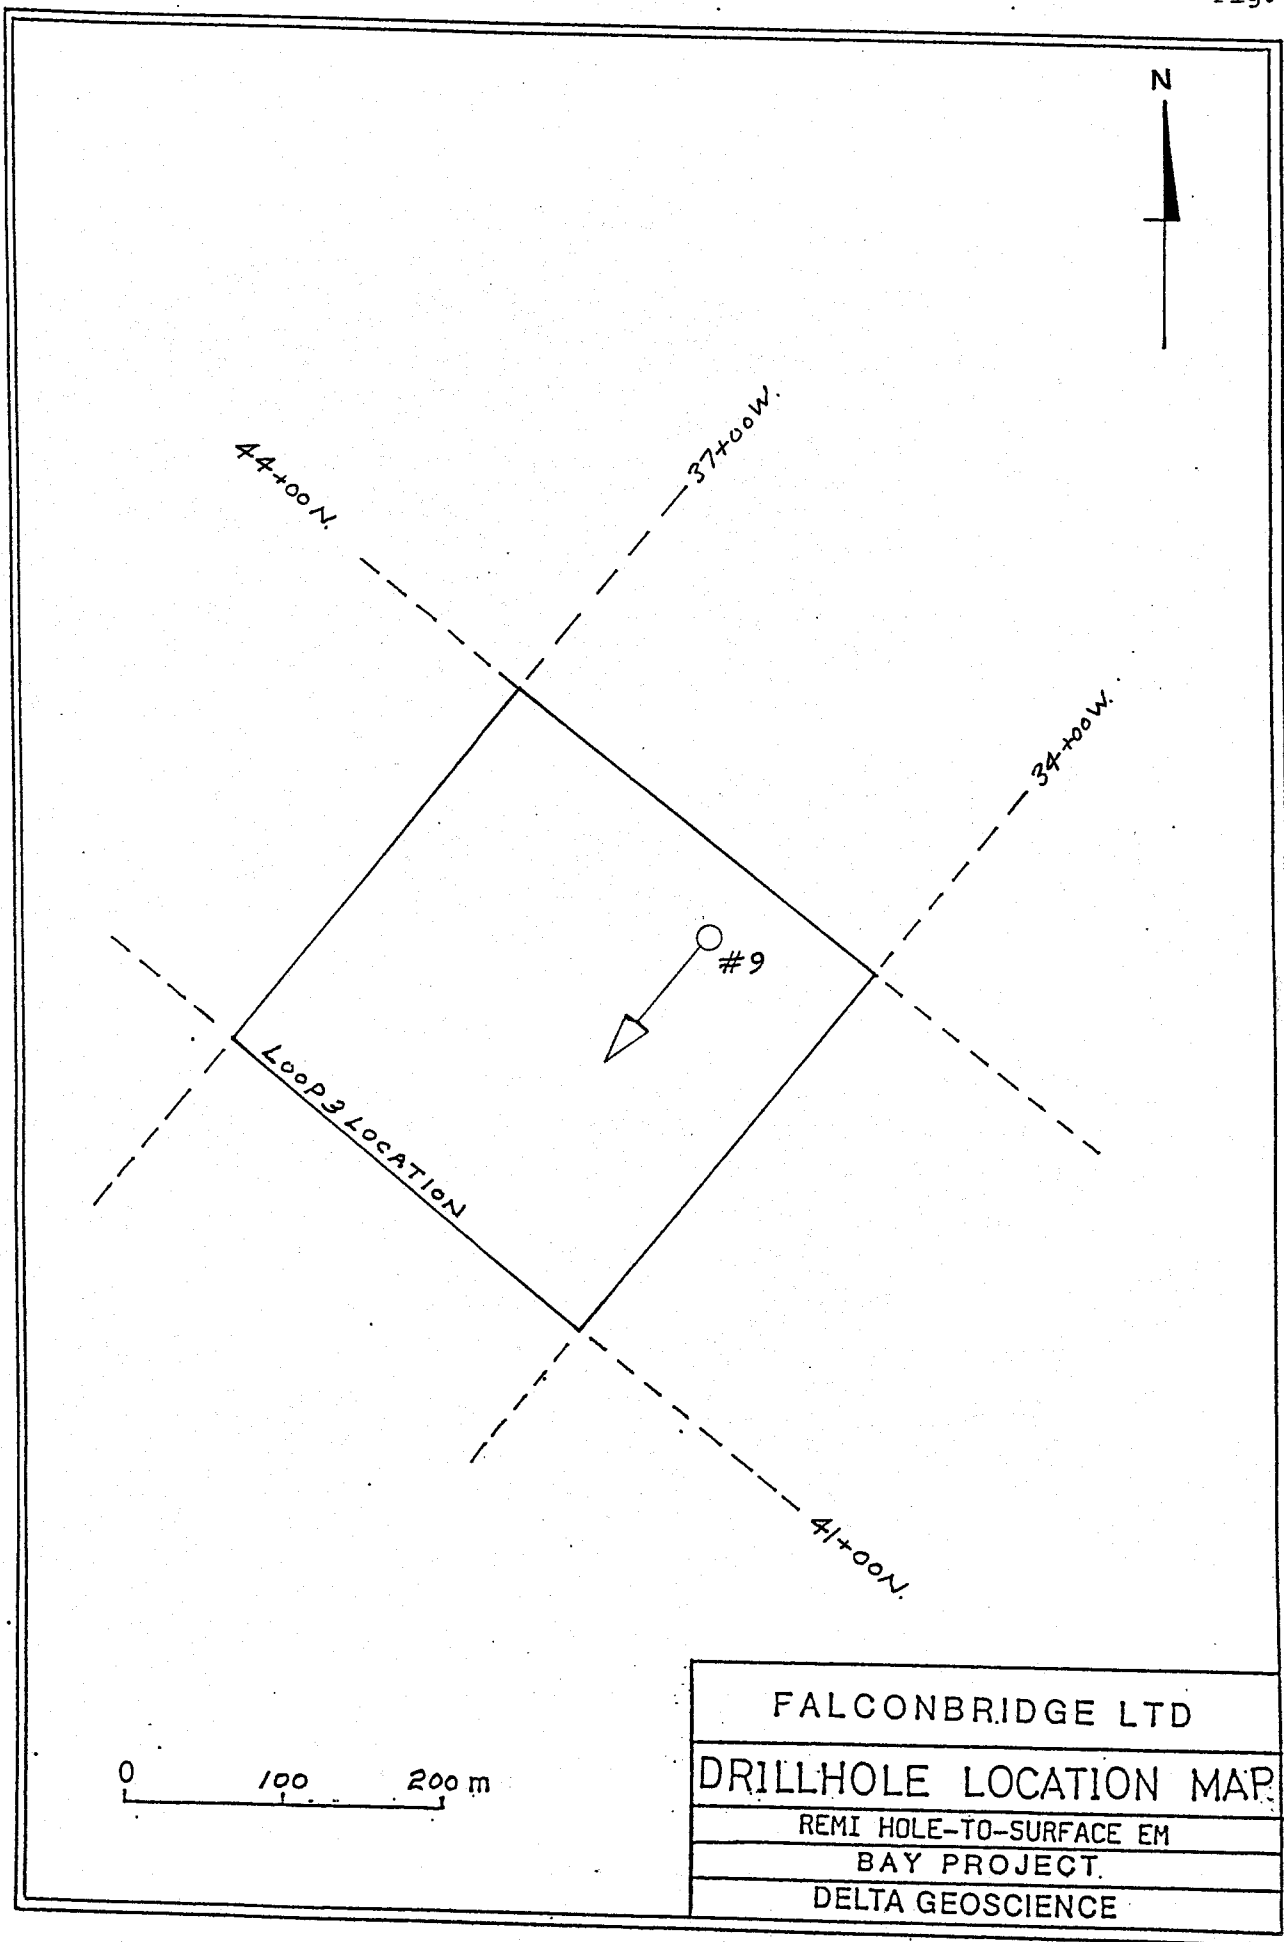 N
37+00W.
44+00N.
34+00W.
#9
LOOP 3 LOCATION
41+00N.
FALCONBRIDGE LTD
DRILLHOLE LOCATION MAP
0 100 200 m
REMI HOLE-TO-SURFACE EM
BAY PROJECT.
DELTA GEOSCIENCE